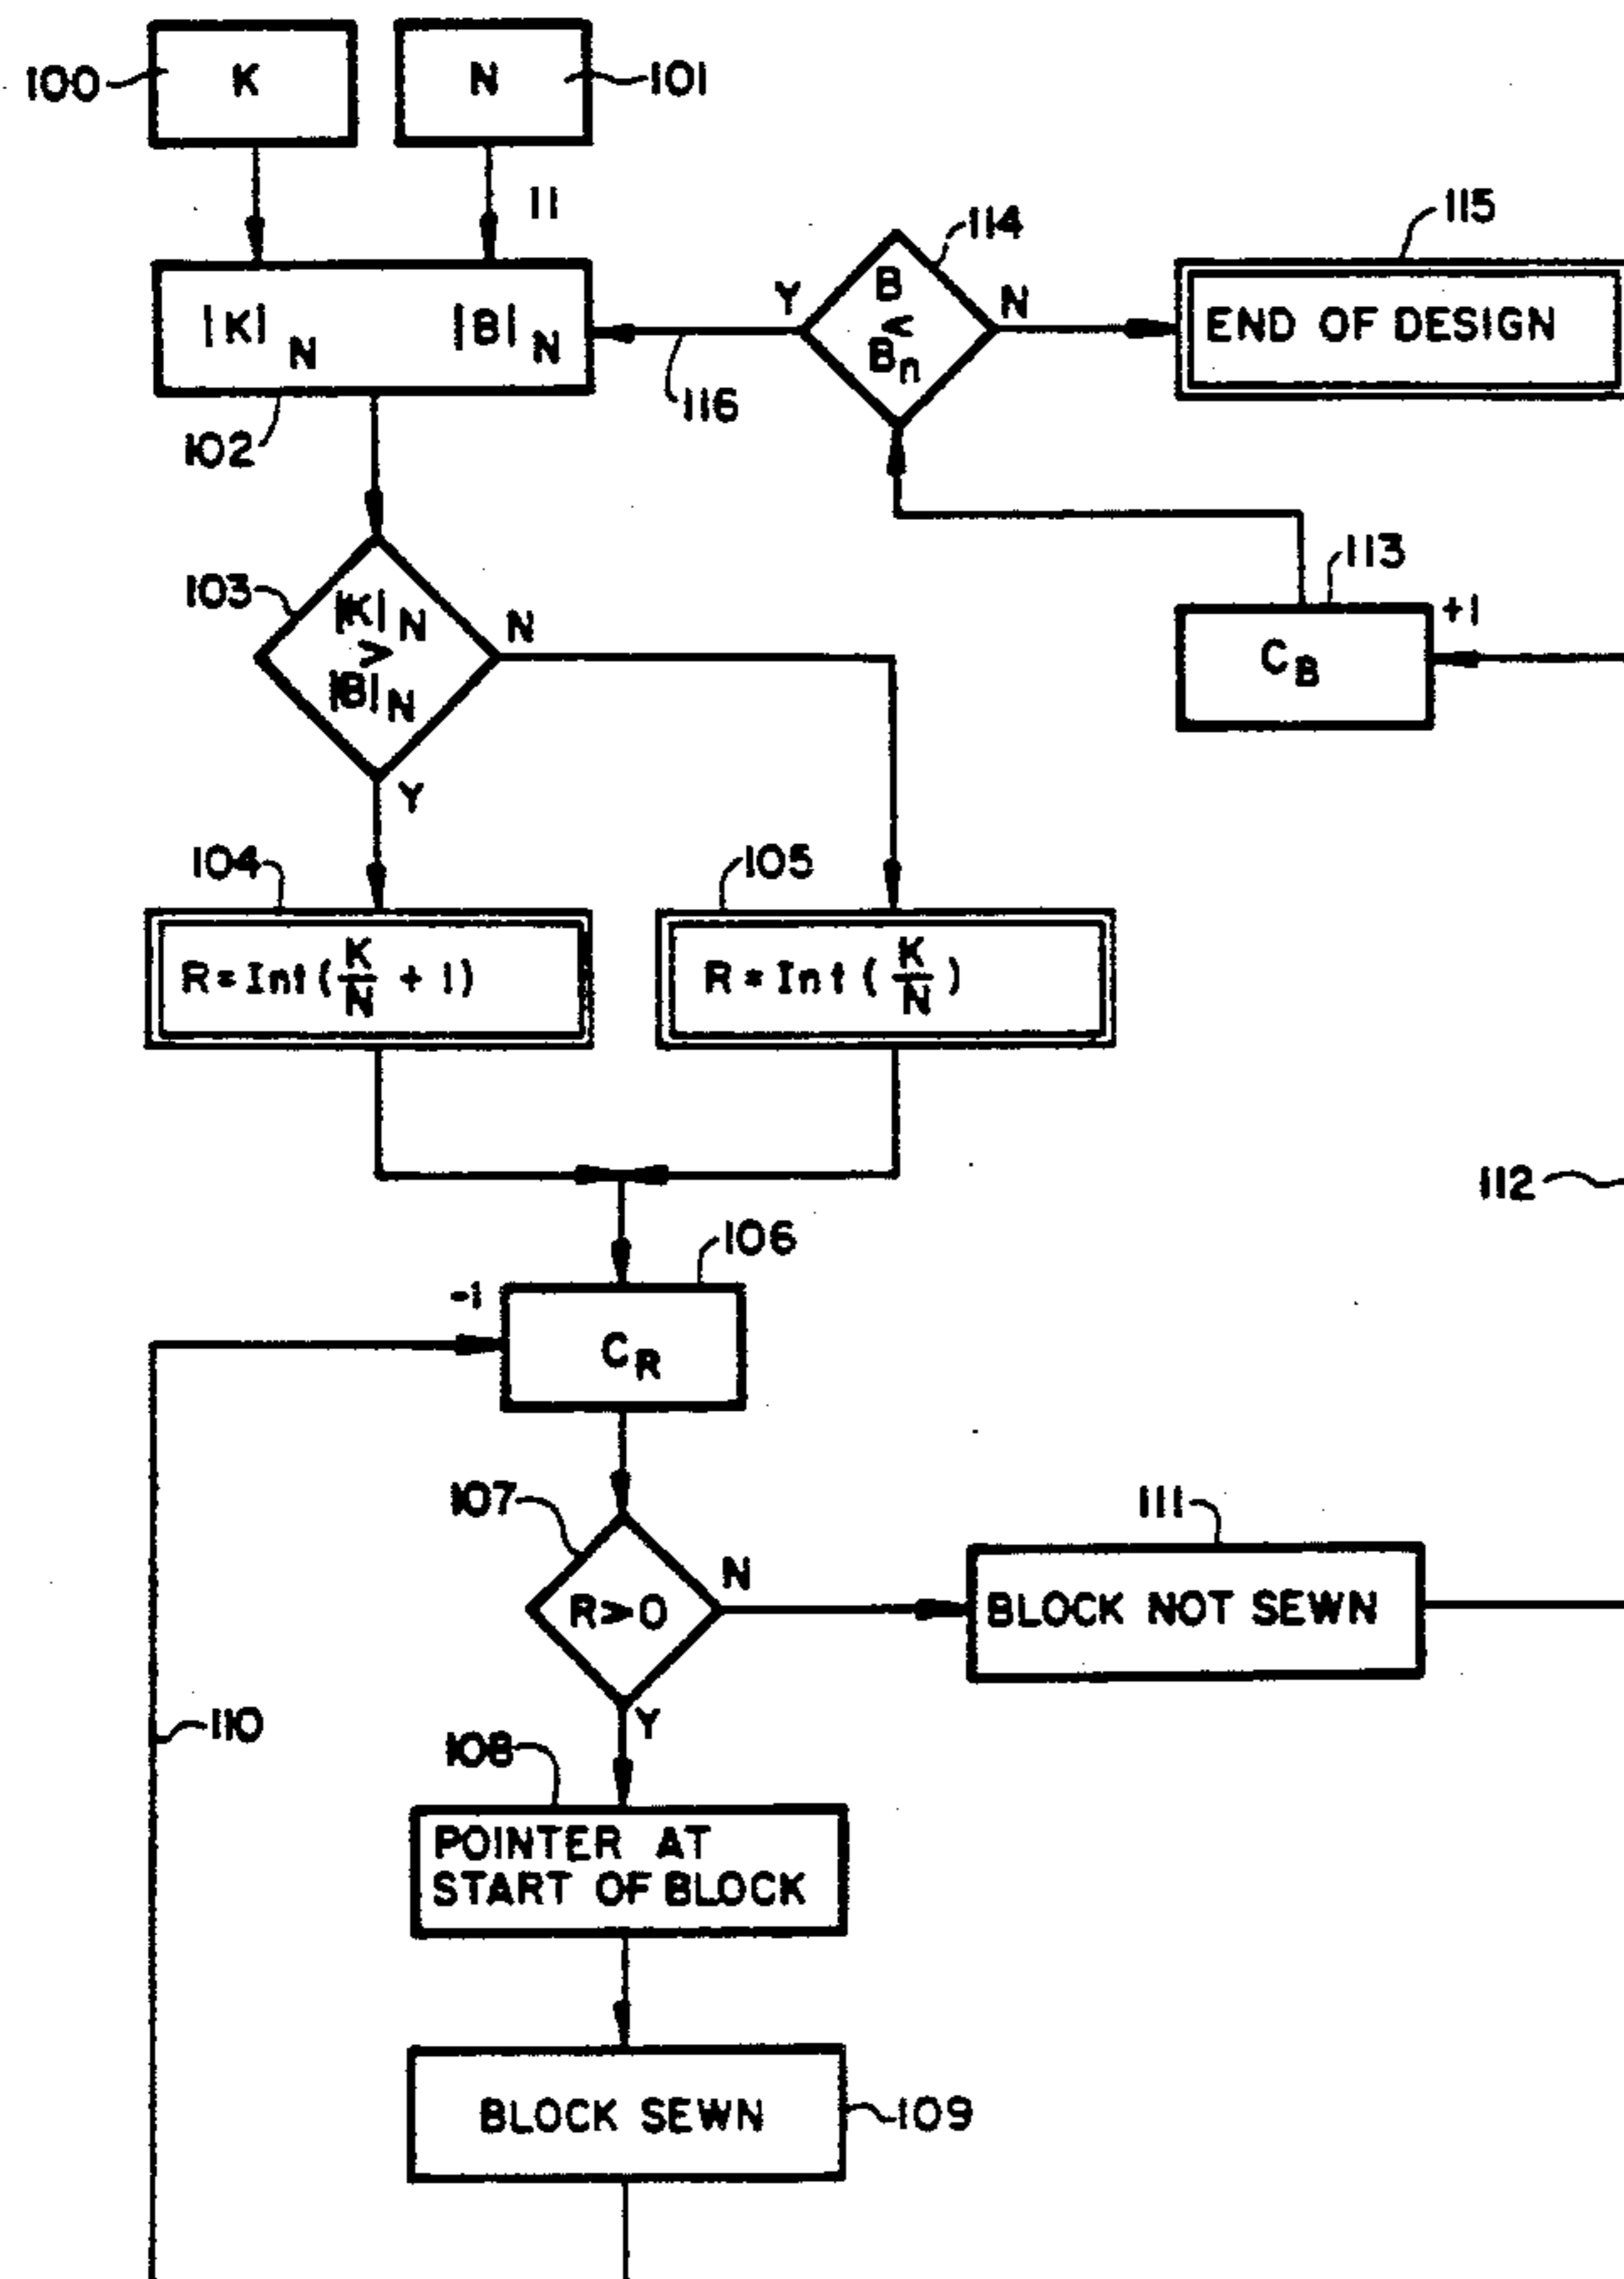 100
K
N
101
11
|K| N |B| N
102
116
Y
114
B
<
Bn
N
115
END OF DESIGN
113
+1
CB
103
|K| N
>
|B| N
N
Y
104
R=Int(K/N + 1)
105
R=Int(K/N)
112
106
-1
CR
107
R>0
N
Y
111
BLOCK NOT SEWN
110
108
POINTER AT
START OF BLOCK
BLOCK SEWN
109